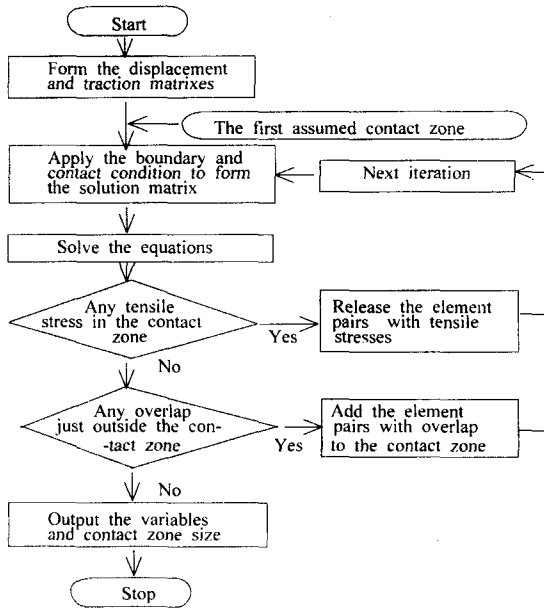 Start
Form the displacement
and traction matrixes
The first assumed contact zone
Apply the boundary and
contact condition to form
the solution matrix
Next iteration
Solve the equations
Any tensile
stress in the contact
zone
Yes
Release the element
pairs with tensile
stresses
No
Any overlap
just outside the con-
-tact zone
Yes
Add the element
pairs with overlap
to the contact zone
No
Output the variables
and contact zone size
Stop